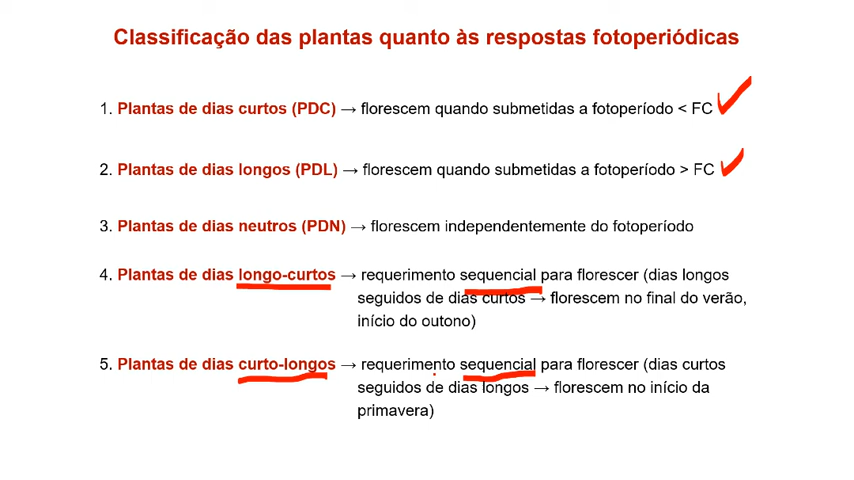 Classificação das plantas quanto às respostas fotoperiódicas
1. Plantas de dias curtos (PDC) → florescem quando submetidas a fotoperíodo < FC
2. Plantas de dias longos (PDL) → florescem quando submetidas a fotoperíodo > FC
3. Plantas de dias neutros (PDN) → florescem independentemente do fotoperíodo
4. Plantas de dias longo-curtos → requerimento sequencial para florescer (dias longos
seguidos de dias curtos → florescem no final do verão,
início do outono)
5. Plantas de dias curto-longos → requerimento sequencial para florescer (dias curtos
seguidos de dias longos → florescem no início da
primavera)